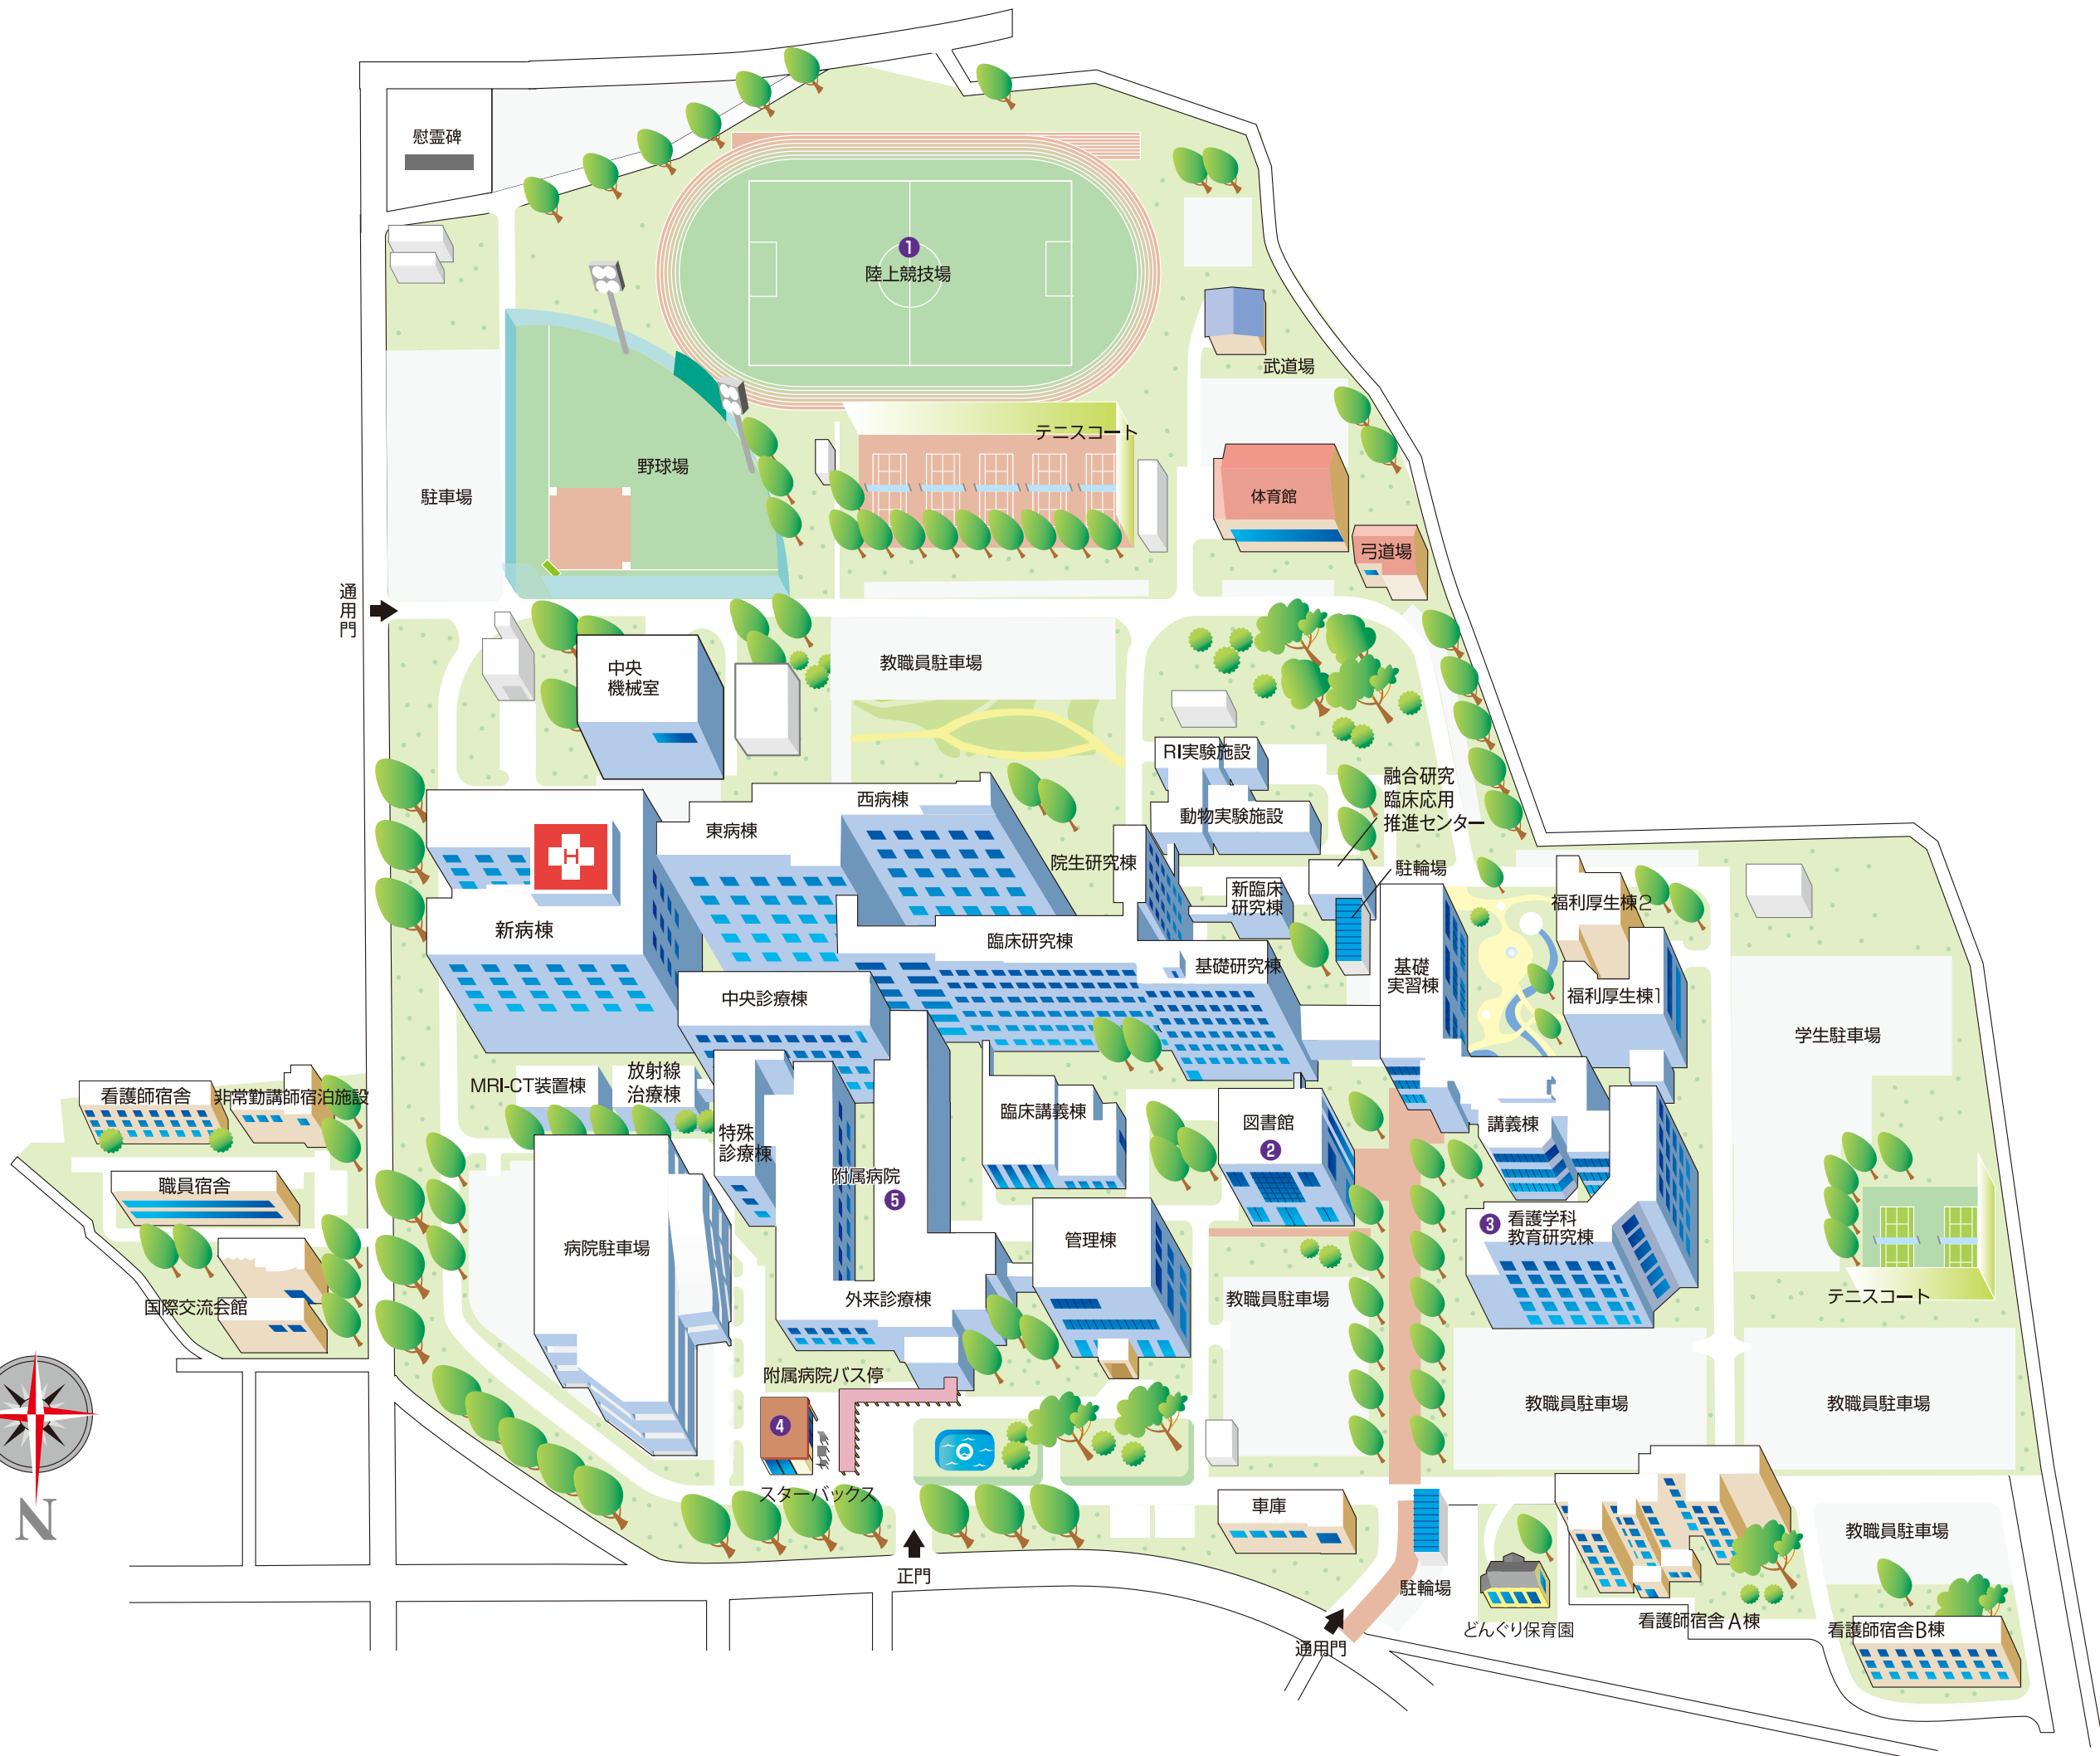 慰霊碑
1
陸上競技場
武道場
テニスコート
野球場
駐車場
体育館
弓道場
通用門
教職員駐車場
中央
機械室
RI実験施設
融合研究
臨床応用
推進センター
動物実験施設
西病棟
東病棟
院生研究棟
駐輪場
新臨床
研究棟
福利厚生棟2
新病棟
H
臨床研究棟
基礎研究棟
基礎
実習棟
福利厚生棟1
中央診療棟
学生駐車場
MRI-CT装置棟
放射線
治療棟
看護師宿舎
非常勤講師宿泊施設
臨床講義棟
図書館
2
講義棟
特殊
診療棟
附属病院
5
職員宿舎
3
看護学科
教育研究棟
病院駐車場
管理棟
国際交流会館
外来診療棟
教職員駐車場
テニスコート
附属病院バス停
教職員駐車場
教職員駐車場
4
スターバックス
N
車庫
教職員駐車場
正門
駐輪場
どんぐり保育園
看護師宿舎A棟
看護師宿舎B棟
通用門